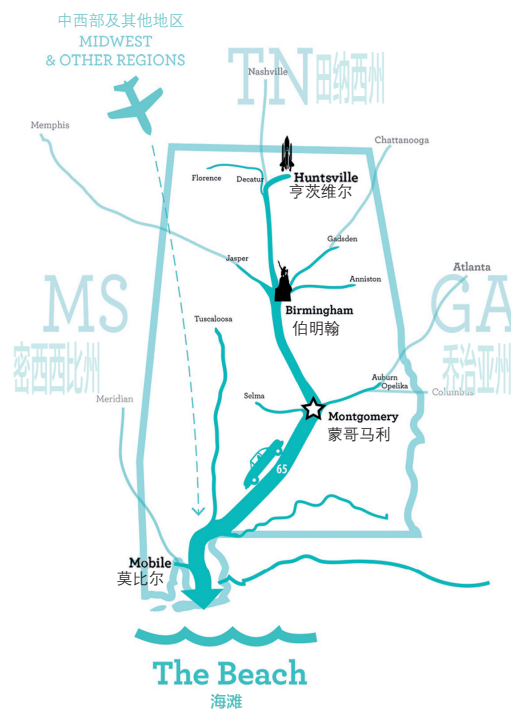 中西部及其他地区
MIDWEST
& OTHER REGIONS
TN 田纳西州
Nashville
Memphis
Chattanooga
Florence
Decatur
Huntsville
亨茨维尔
Gadsden
Jasper
Atlanta
Anniston
MS
密西西比州
GA
乔治亚州
Birmingham
伯明翰
Tuscaloosa
Auburn
Opelika
Columbus
Meridian
Selma
Montgomery
蒙哥马利
65
Mobile
莫比尔
The Beach
海滩